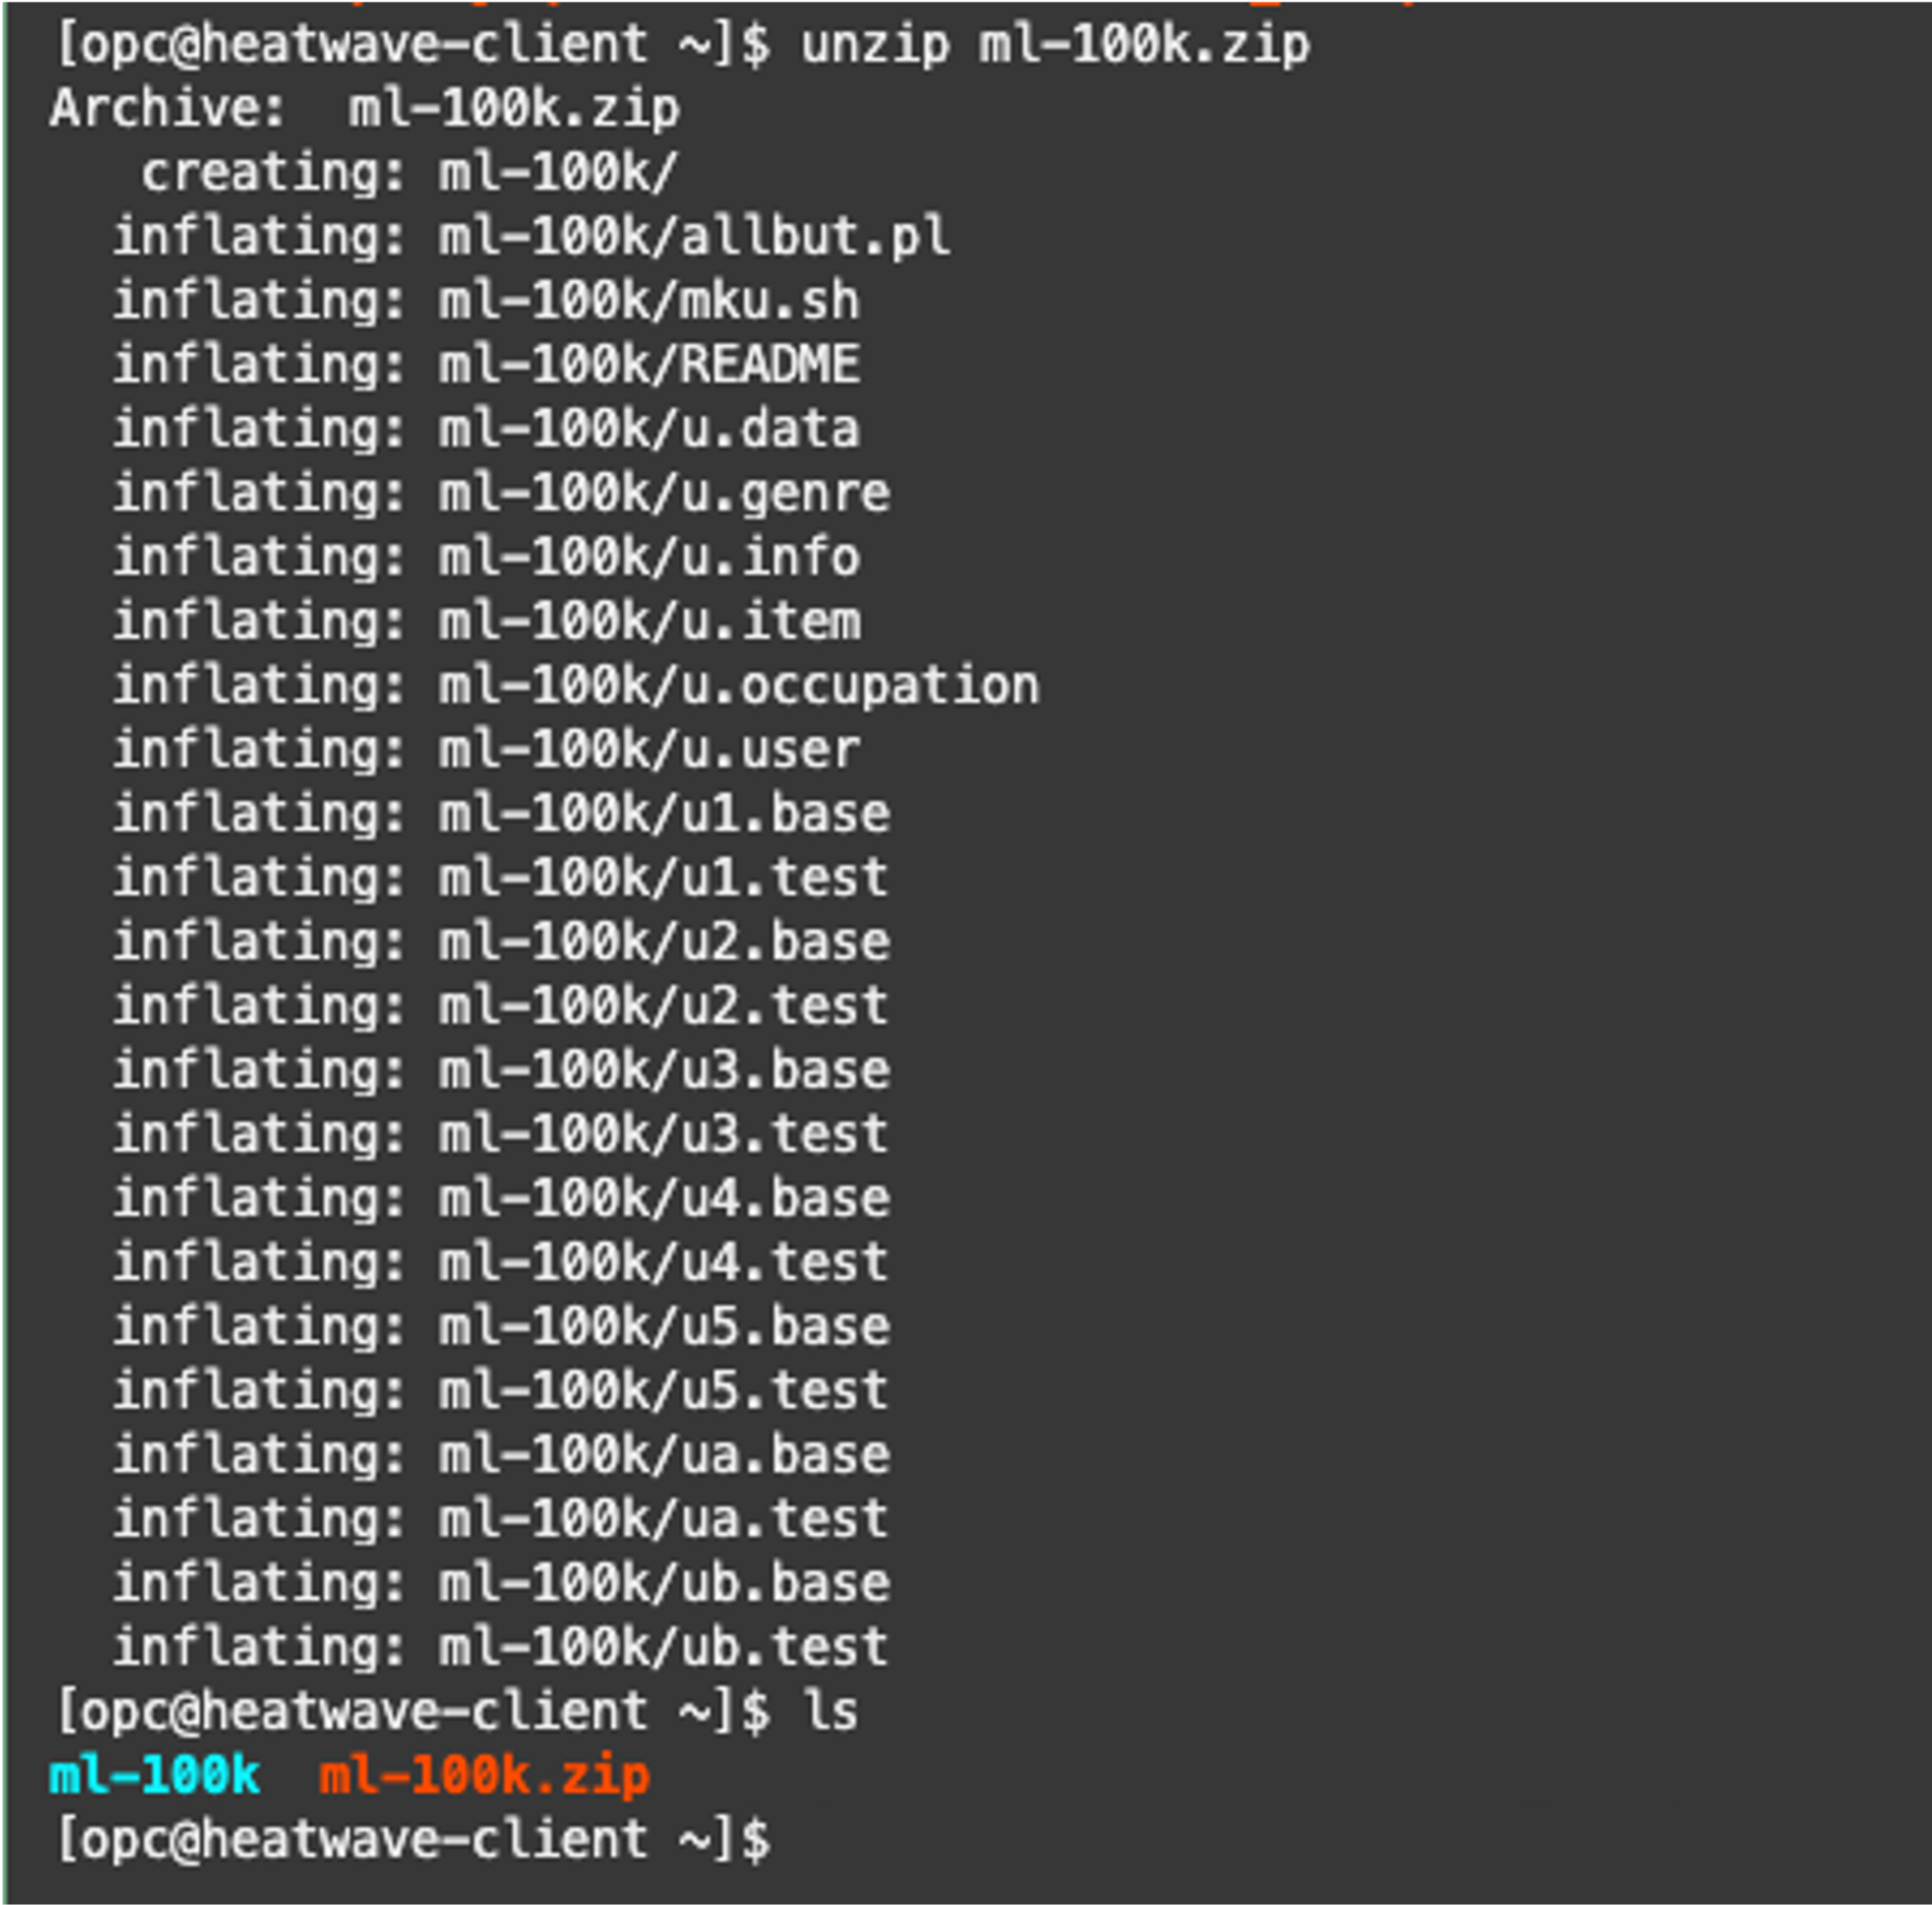 [opc@heatwave-client ~]$ unzip ml-100k.zip
Archive:  ml-100k.zip
   creating: ml-100k/
  inflating: ml-100k/allbut.pl
  inflating: ml-100k/mku.sh
  inflating: ml-100k/README
  inflating: ml-100k/u.data
  inflating: ml-100k/u.genre
  inflating: ml-100k/u.info
  inflating: ml-100k/u.item
  inflating: ml-100k/u.occupation
  inflating: ml-100k/u.user
  inflating: ml-100k/u1.base
  inflating: ml-100k/u1.test
  inflating: ml-100k/u2.base
  inflating: ml-100k/u2.test
  inflating: ml-100k/u3.base
  inflating: ml-100k/u3.test
  inflating: ml-100k/u4.base
  inflating: ml-100k/u4.test
  inflating: ml-100k/u5.base
  inflating: ml-100k/u5.test
  inflating: ml-100k/ua.base
  inflating: ml-100k/ua.test
  inflating: ml-100k/ub.base
  inflating: ml-100k/ub.test
[opc@heatwave-client ~]$ ls
ml-100k  ml-100k.zip
[opc@heatwave-client ~]$